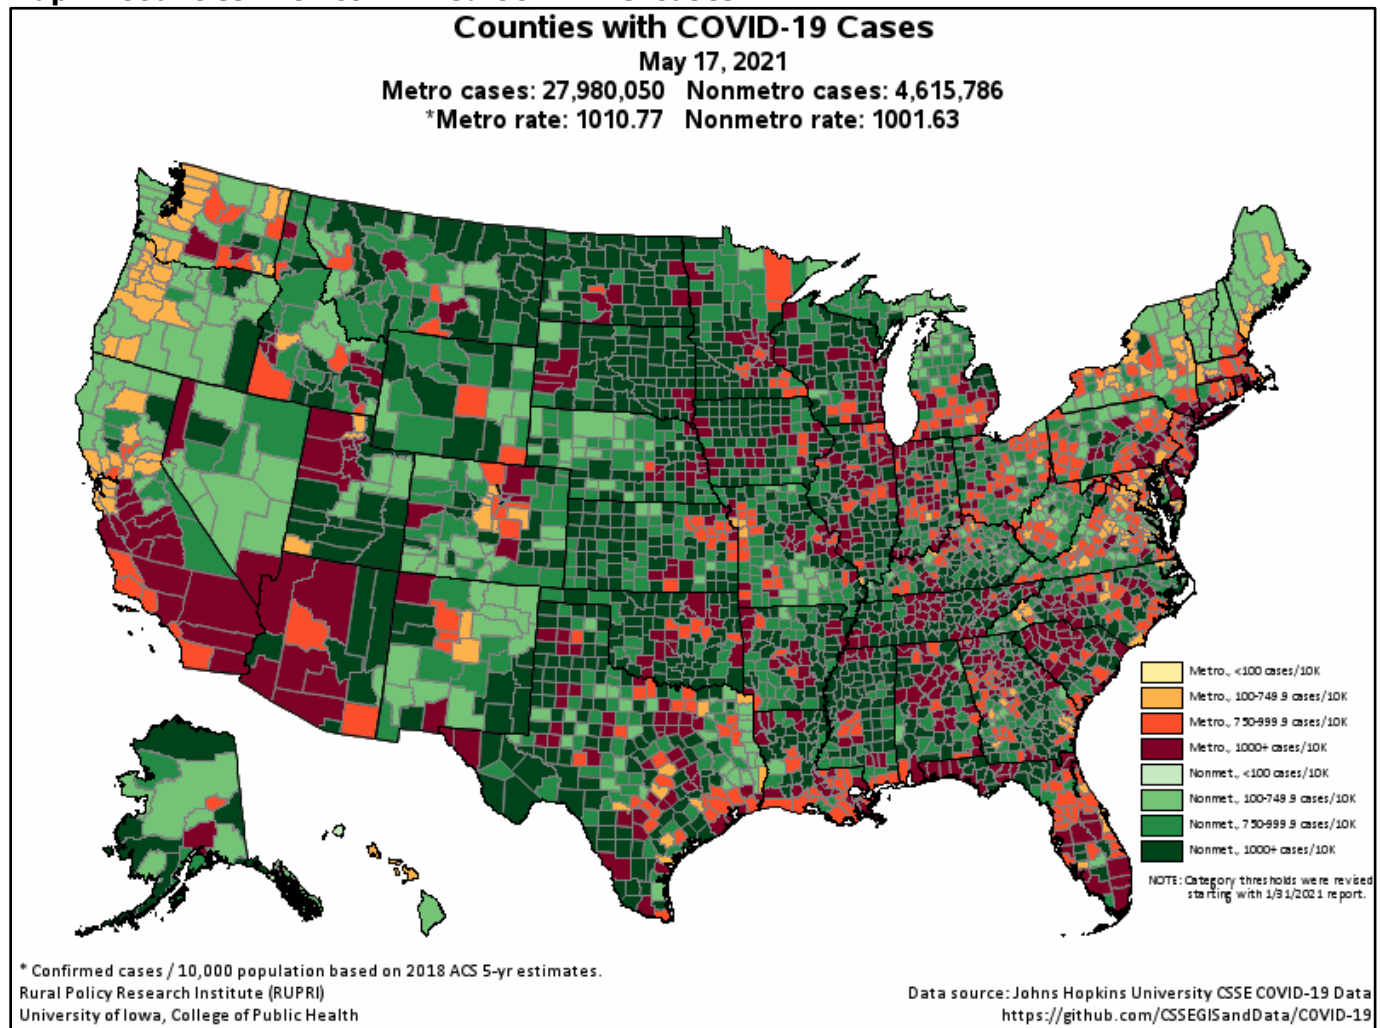 Counties with COVID-19 Cases
May 17, 2021
Metro cases: 27,980,050 Nonmetro cases: 4,615,786
*Metro rate: 1010.77 Nonmetro rate: 1001.63
Metro., <100 cases/10K
Metro., 100-749.9 cases/10K
Metro., 750-999.9 cases/10K
Metro., 1000+ cases/10K
Nonmet., <100 cases/10K
Nonmet., 100-749.9 cases/10K
Nonmet., 750-999.9 cases/10K
Nonmet., 1000+ cases/10K
NOTE: Category thresholds were revised
starting with 1/31/2021 report.
* Confirmed cases / 10,000 population based on 2018 ACS 5-yr estimates.
Rural Policy Research Institute (RUPRI)
University of Iowa, College of Public Health
Data source: Johns Hopkins University CSSE COVID-19 Data
https://github.com/CSSEGISandData/COVID-19